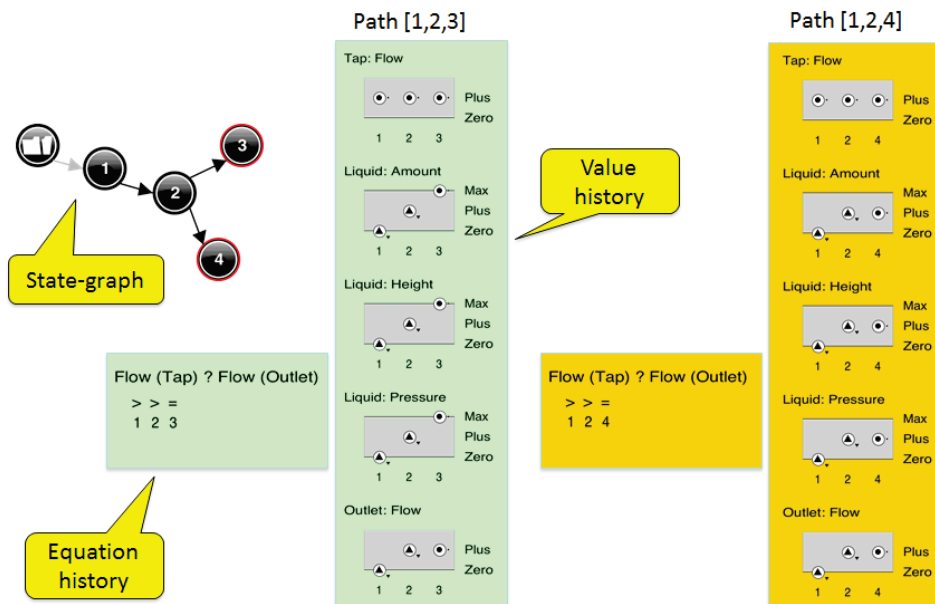 Path [1,2,3]
Path [1,2,4]
1
2
3
4
State-graph
Value
history
Flow (Tap) ? Flow (Outlet)
> > =
1 2 3
Equation
history
Tap: Flow
Plus
Zero
1 2 3
Liquid: Amount
Max
Plus
Zero
1 2 3
Liquid: Height
Max
Plus
Zero
1 2 3
Liquid: Pressure
Max
Plus
Zero
1 2 3
Outlet: Flow
Plus
Zero
1 2 3
Flow (Tap) ? Flow (Outlet)
> > =
1 2 4
Tap: Flow
Plus
Zero
1 2 4
Liquid: Amount
Max
Plus
Zero
1 2 4
Liquid: Height
Max
Plus
Zero
1 2 4
Liquid: Pressure
Max
Plus
Zero
1 2 4
Outlet: Flow
Plus
Zero
1 2 4